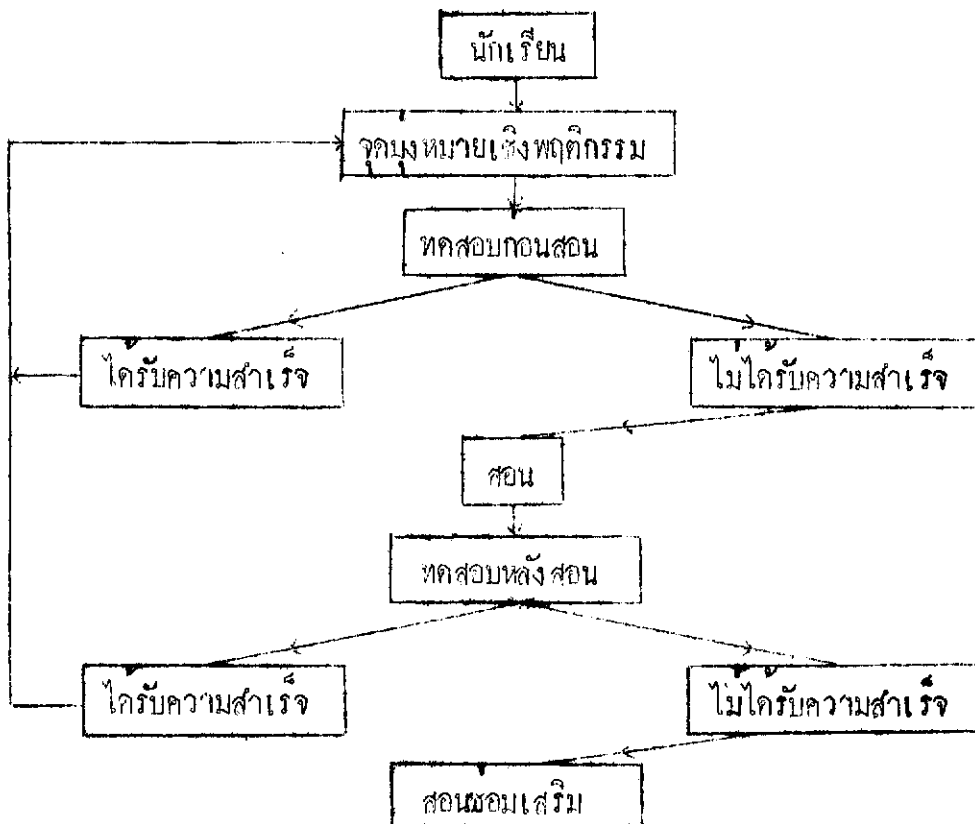 นักเรียน
จุดมุ่งหมายเชิงพฤติกรรม
ทดสอบก่อนสอน
ได้รับความสำเร็จ
ไม่ได้รับความสำเร็จ
สอน
ทดสอบหลังสอน
ได้รับความสำเร็จ
ไม่ได้รับความสำเร็จ
สอนซ่อมเสริม